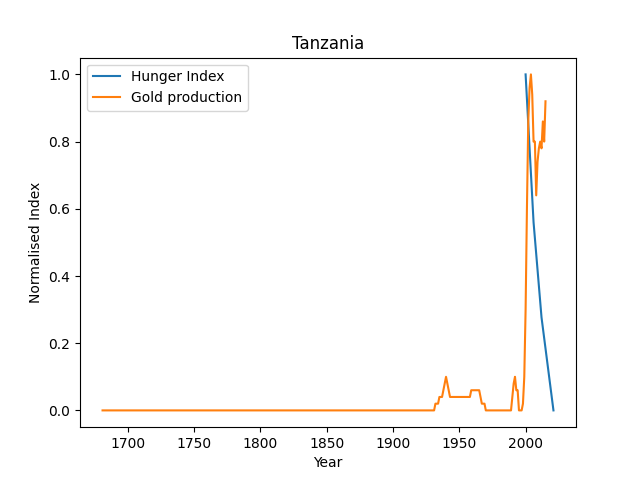 Tanzania
Hunger Index
Gold production
1.0
0.8
0.6
0.4
0.2
0.0
Normalised Index
1700 1750 1800 1850 1900 1950 2000
Year